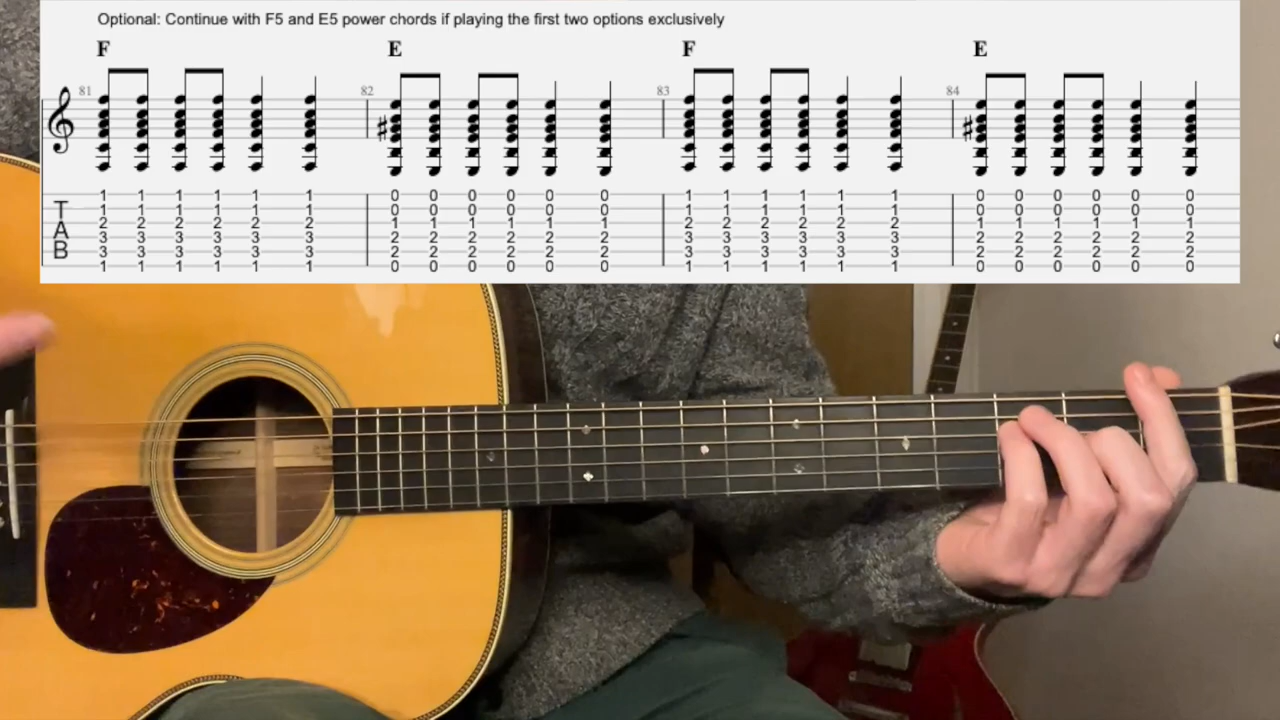 Optional: Continue with F5 and E5 power chords if playing the first two options exclusively
F E F E
81 82 83 84
1 1 1 1 1 1 0 0 0 0 0 0 1 1 1 1 1 1 0 0 0 0 0 0
T 1 1 1 1 1 1 0 0 0 0 0 0 1 1 1 1 1 1 0 0 0 0 0 0
A 2 2 2 2 2 2 1 1 1 1 1 1 2 2 2 2 2 2 1 1 1 1 1 1
3 3 3 3 3 3 2 2 2 2 2 2 3 3 3 3 3 3 2 2 2 2 2 2
B 3 3 3 3 3 3 2 2 2 2 2 2 3 3 3 3 3 3 2 2 2 2 2 2
1 1 1 1 1 1 0 0 0 0 0 0 1 1 1 1 1 1 0 0 0 0 0 0